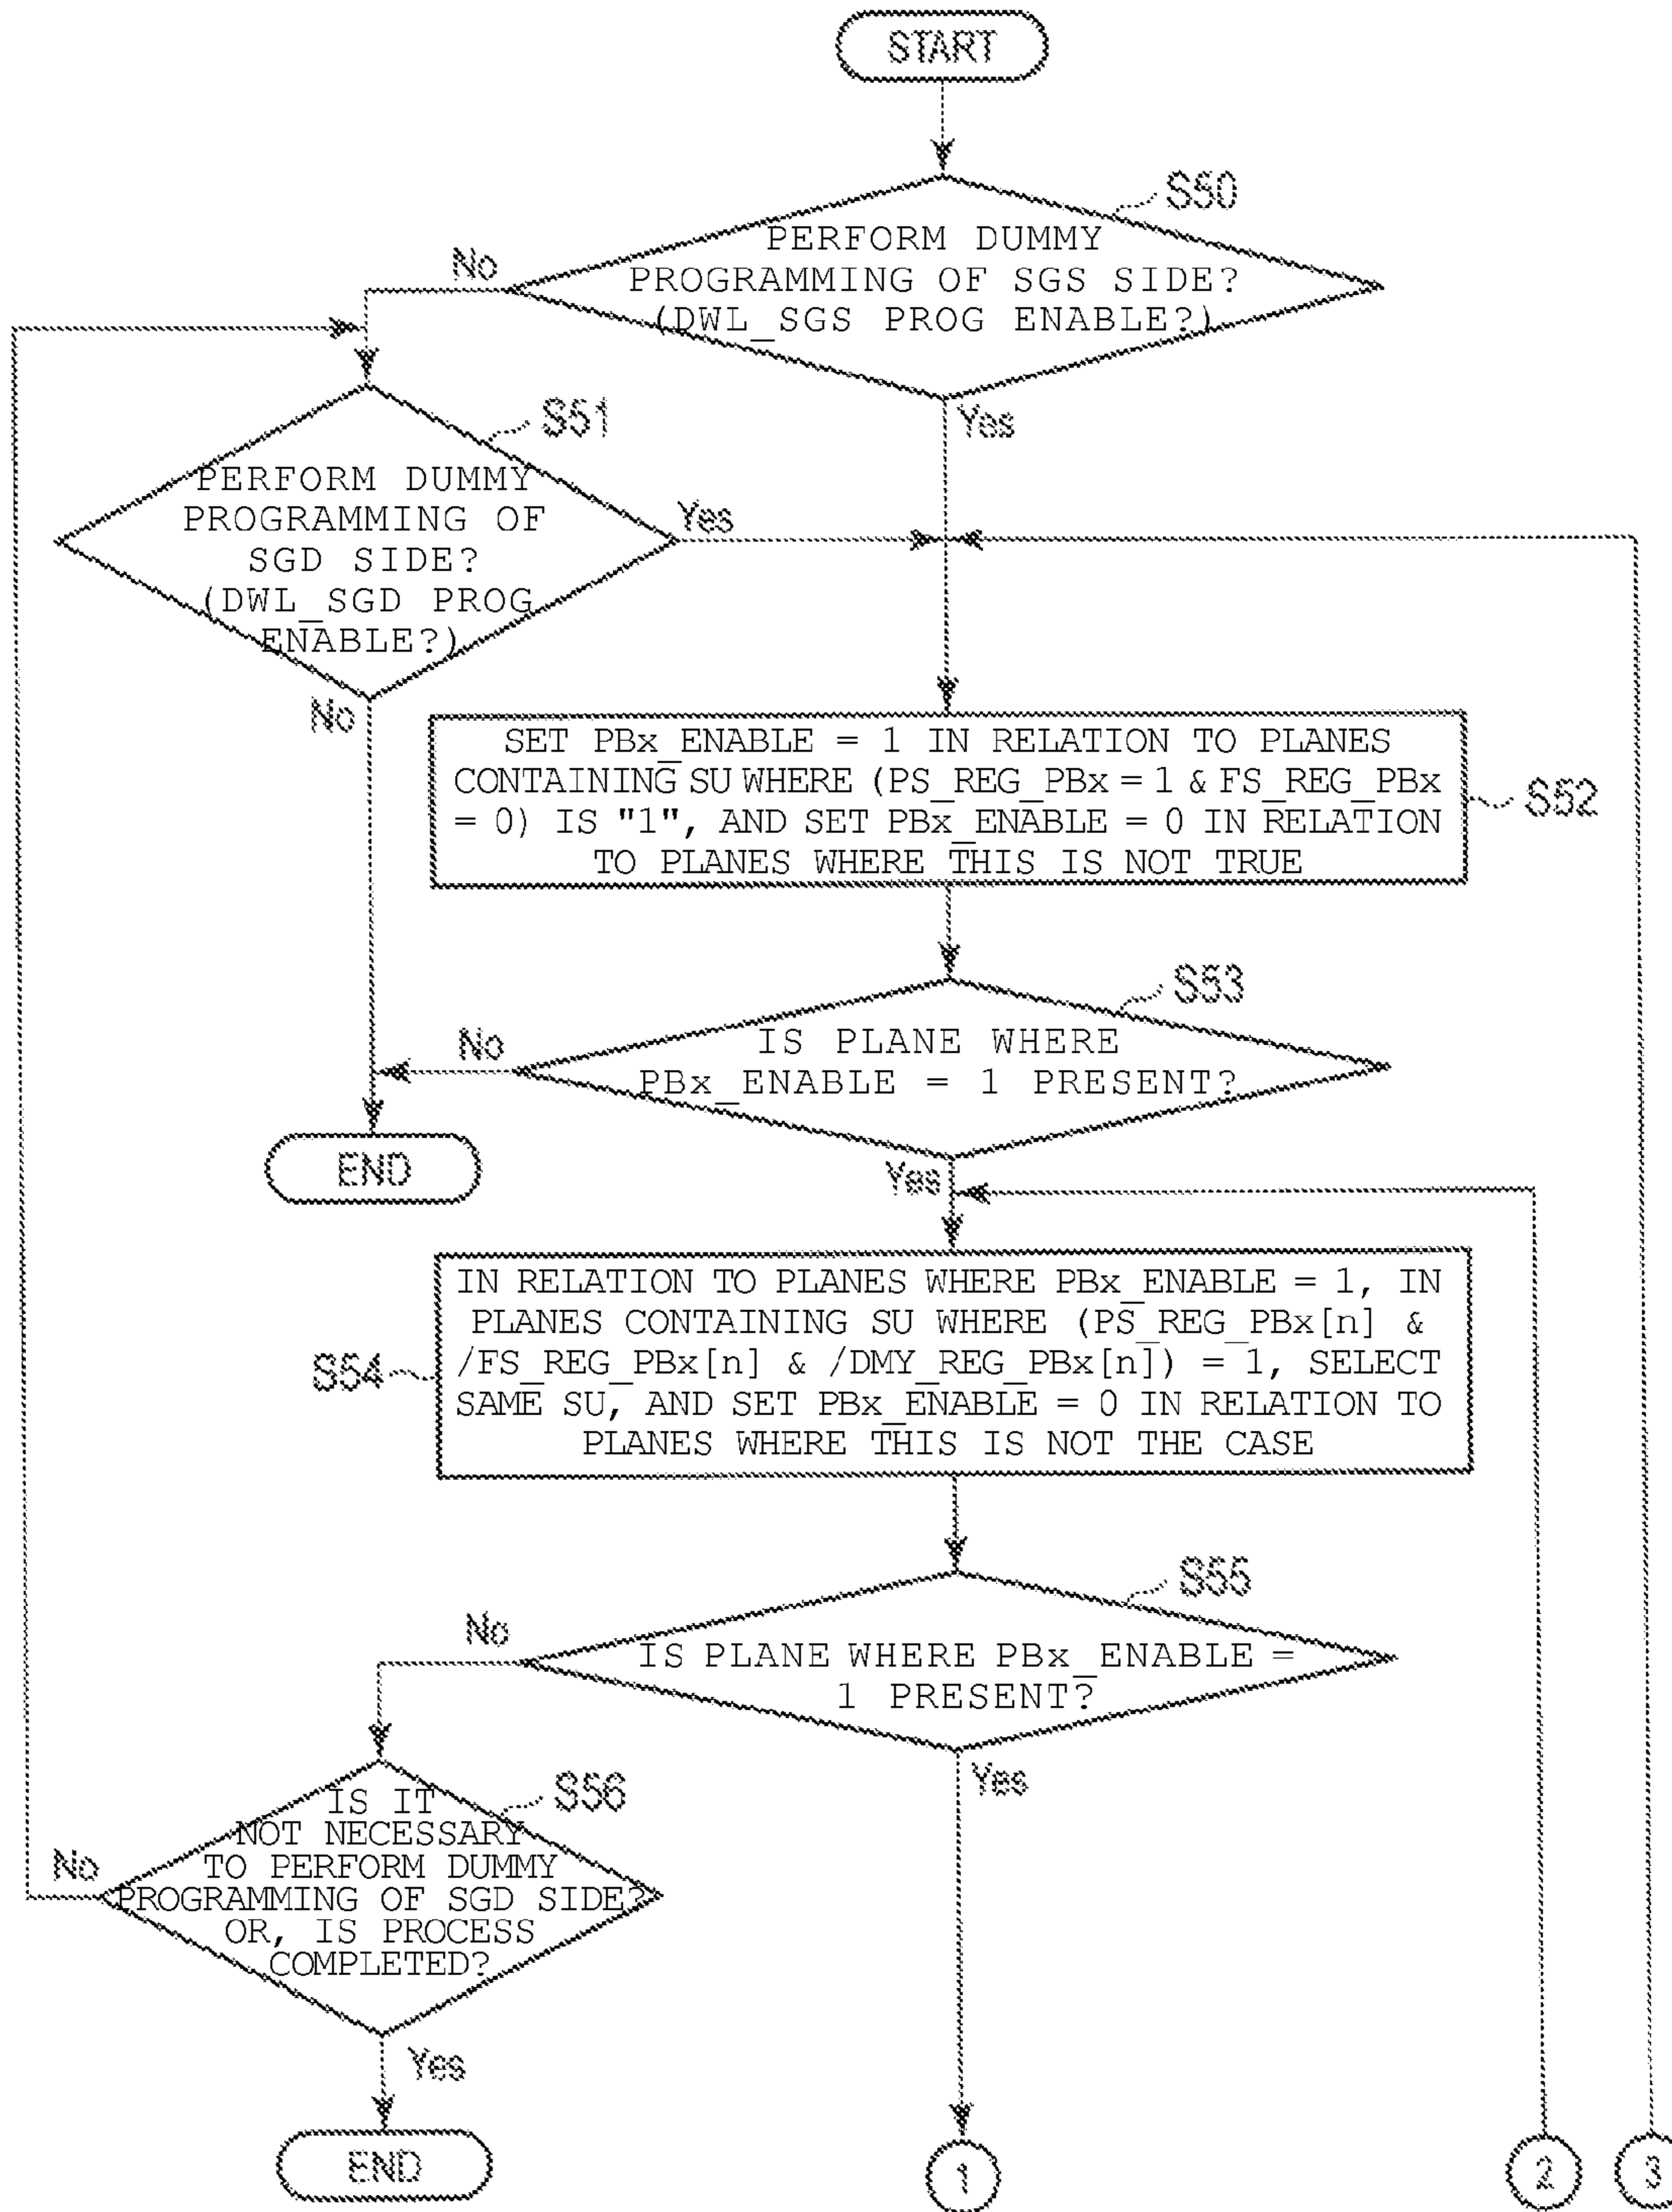 START
S50
PERFORM DUMMY
PROGRAMMING OF SGS SIDE?
(DWL_SGS PROG ENABLE?)
No
Yes
S51
PERFORM DUMMY
PROGRAMMING OF
SGD SIDE?
(DWL_SGD PROG
ENABLE?)
Yes
No
SET PBx_ENABLE = 1 IN RELATION TO PLANES
CONTAINING SU WHERE (PS_REG_PBx = 1 & FS_REG_PBx
= 0) IS "1", AND SET PBx_ENABLE = 0 IN RELATION
TO PLANES WHERE THIS IS NOT TRUE
S52
S53
IS PLANE WHERE
PBx_ENABLE = 1 PRESENT?
No
END
Yes
IN RELATION TO PLANES WHERE PBx_ENABLE = 1, IN
PLANES CONTAINING SU WHERE (PS_REG_PBx[n] &
/FS_REG_PBx[n] & /DMY_REG_PBx[n]) = 1, SELECT
SAME SU, AND SET PBx_ENABLE = 0 IN RELATION TO
PLANES WHERE THIS IS NOT THE CASE
S54
S55
IS PLANE WHERE PBx_ENABLE =
1 PRESENT?
No
Yes
S56
IS IT
NOT NECESSARY
TO PERFORM DUMMY
PROGRAMMING OF SGD SIDE?
OR, IS PROCESS
COMPLETED?
No
Yes
END
1
2
3